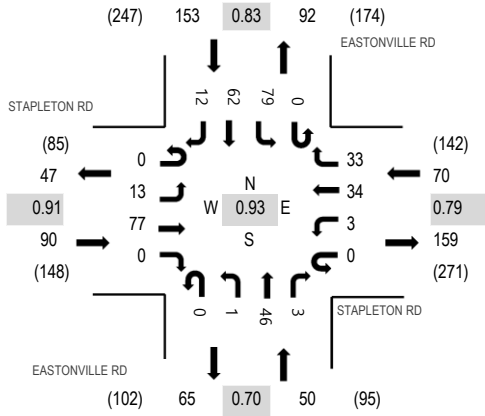 (247) 153 0.83 92 (174)
EASTONVILLE RD
STAPLETON RD
12 62 79 0
(85) 0 33 (142)
47 13 34 70
N
0.91 W 0.93 E 0.79
77 3
S
90 0 0 159
(148) (271)
0 1 46 3
STAPLETON RD
EASTONVILLE RD
(102) 65 0.70 50 (95)